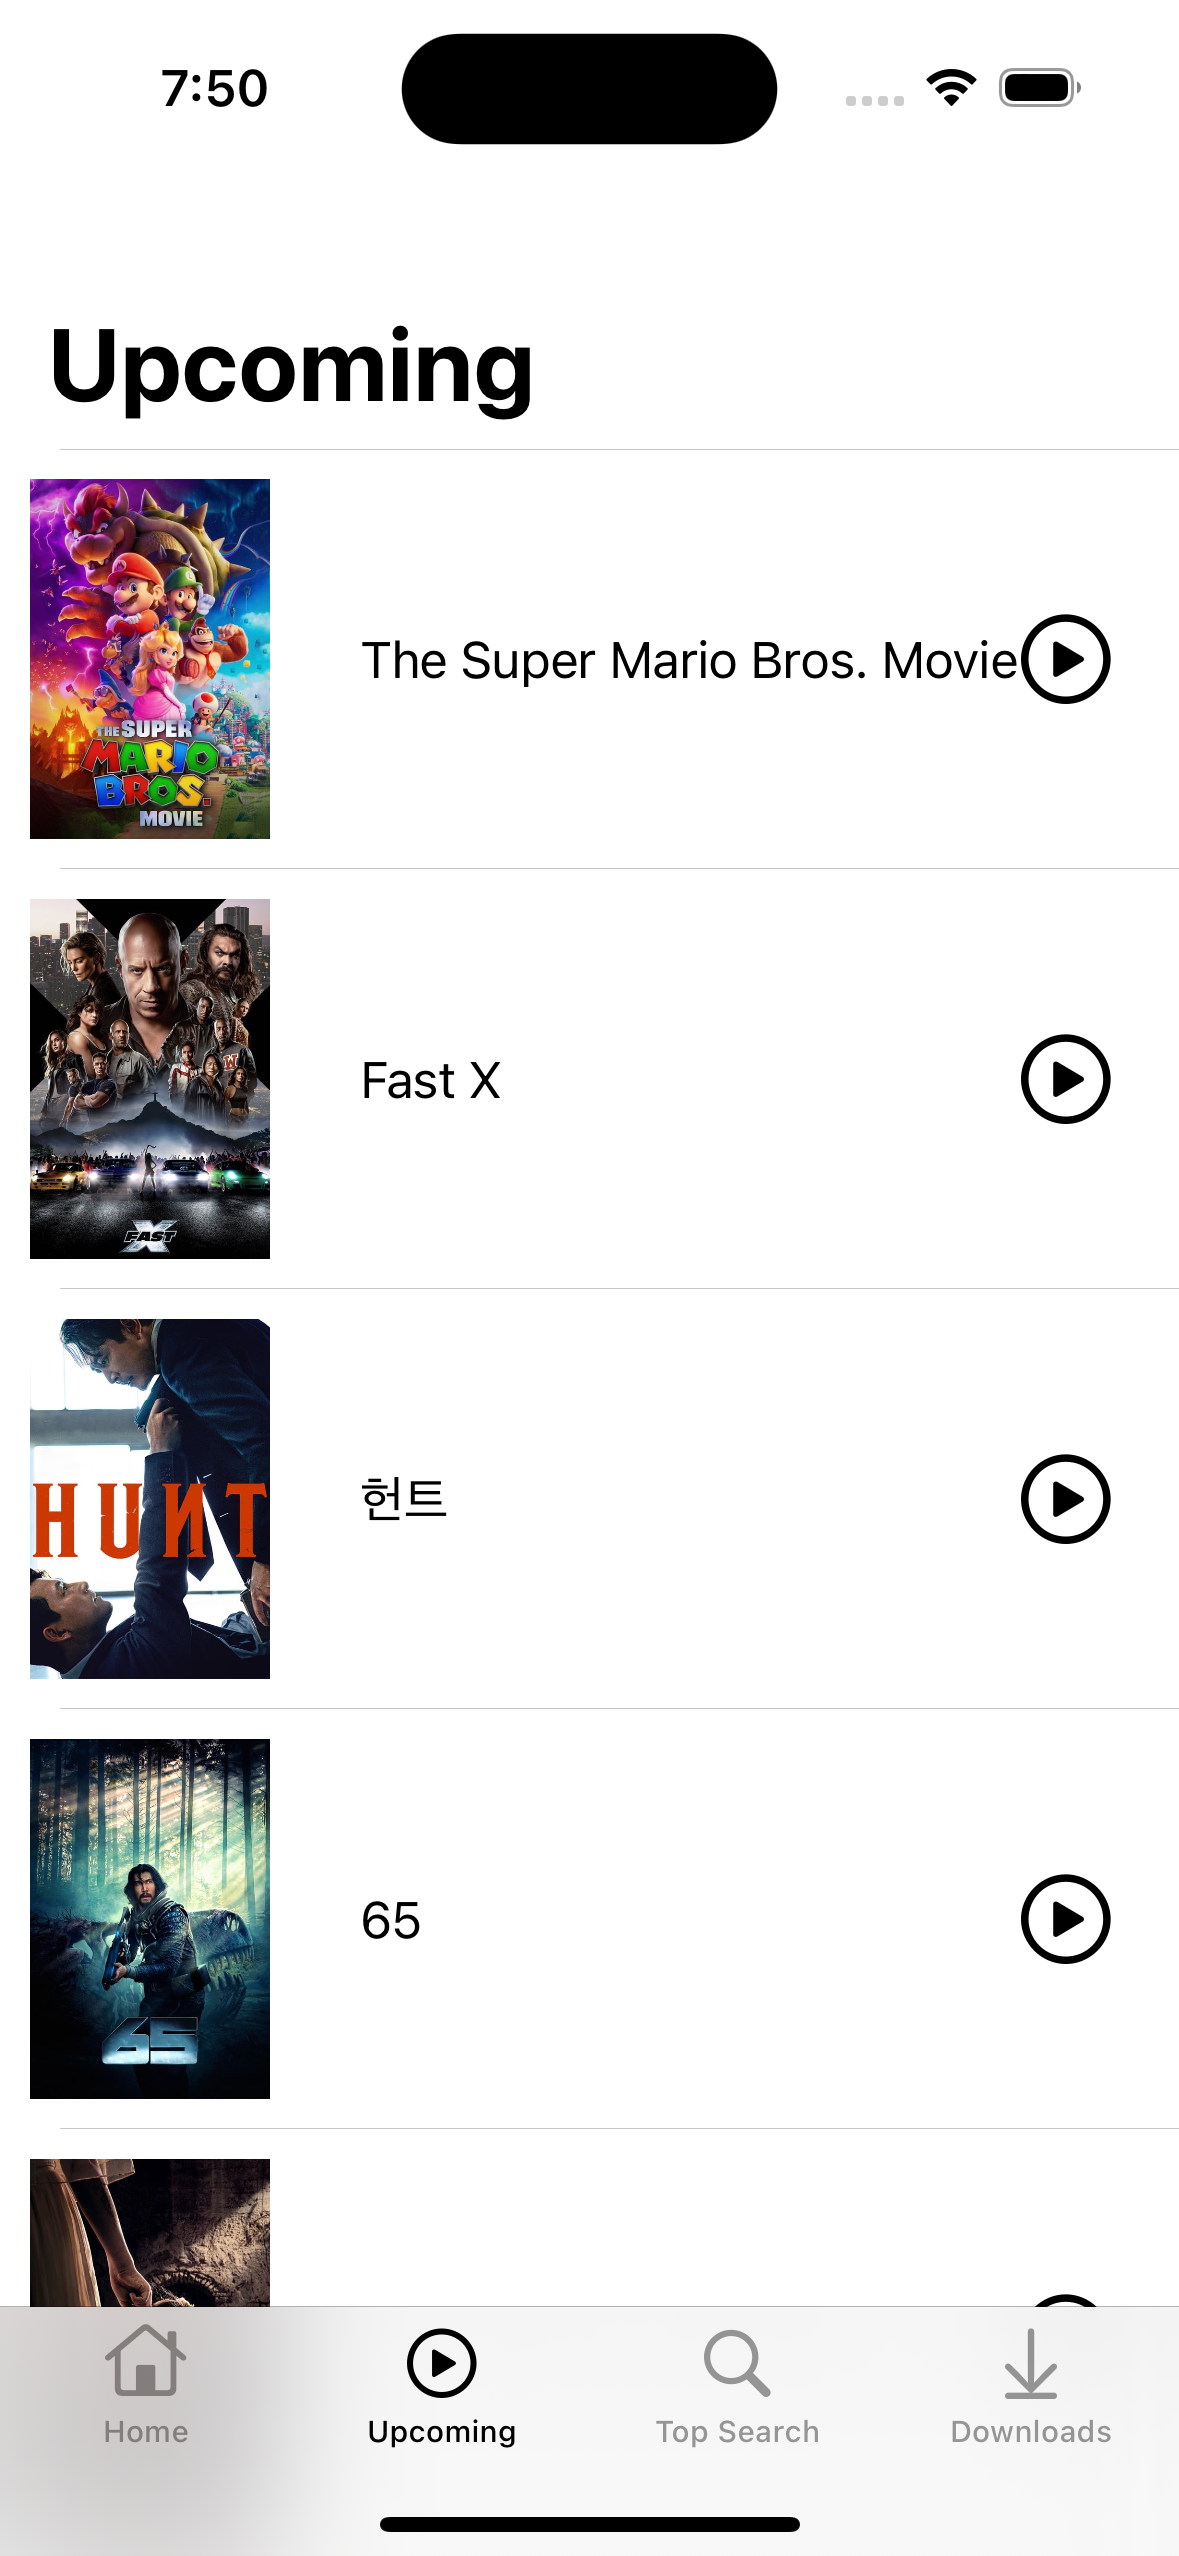 7:50
Upcoming
THE SUPER
MARIO
BROS.
MOVIE
The Super Mario Bros. Movie
FAST X
Fast X
HUNT
헌트
65
65
Home
Upcoming
Top Search
Downloads